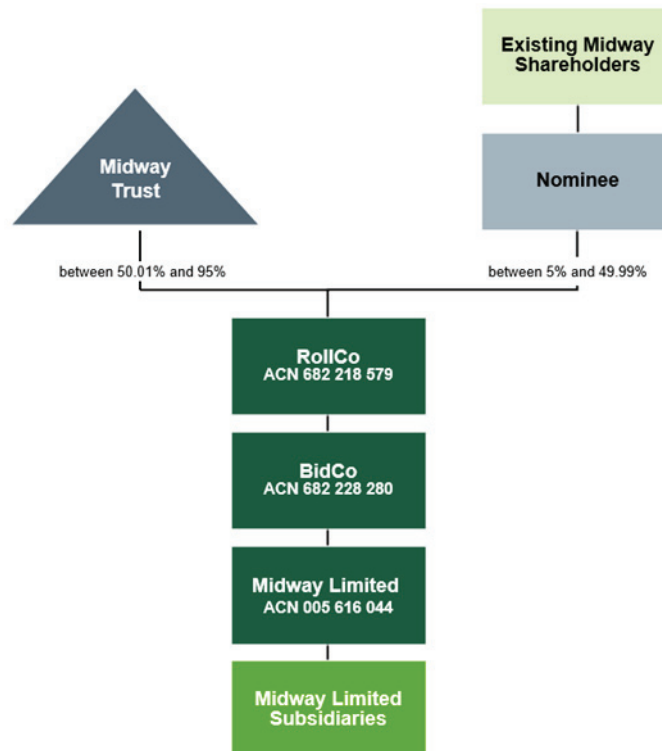 Existing Midway
Shareholders
Midway
Trust
Nominee
between 50.01% and 95%
between 5% and 49.99%
RollCo
ACN 682 218 579
BidCo
ACN 682 228 280
Midway Limited
ACN 005 616 044
Midway Limited
Subsidiaries